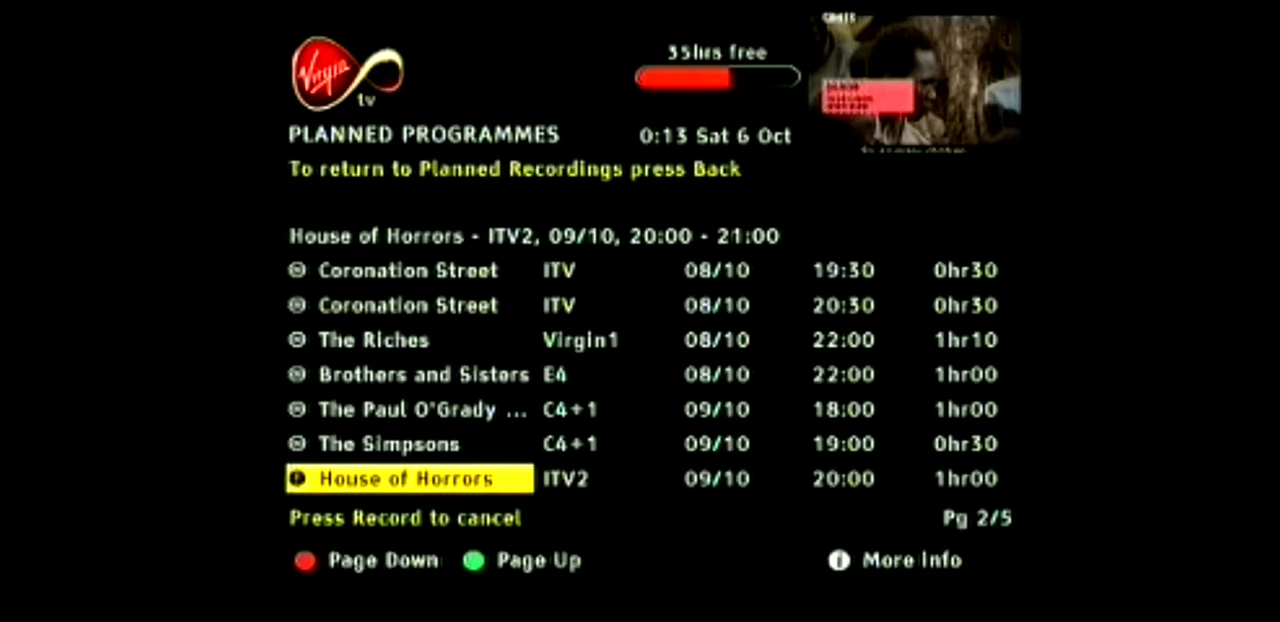 Virgin
tv
35hrs free
PLANNED PROGRAMMES
0:13 Sat 6 Oct
To return to Planned Recordings press Back
House of Horrors - ITV2, 09/10, 20:00 - 21:00
Coronation Street ITV 08/10 19:30 0hr30
Coronation Street ITV 08/10 20:30 0hr30
The Riches Virgin1 08/10 22:00 1hr10
Brothers and Sisters E4 08/10 22:00 1hr00
The Paul O'Grady ... C4+1 09/10 18:00 1hr00
The Simpsons C4+1 09/10 19:00 0hr30
House of Horrors ITV2 09/10 20:00 1hr00
Press Record to cancel Pg 2/5
Page Down Page Up i More Info